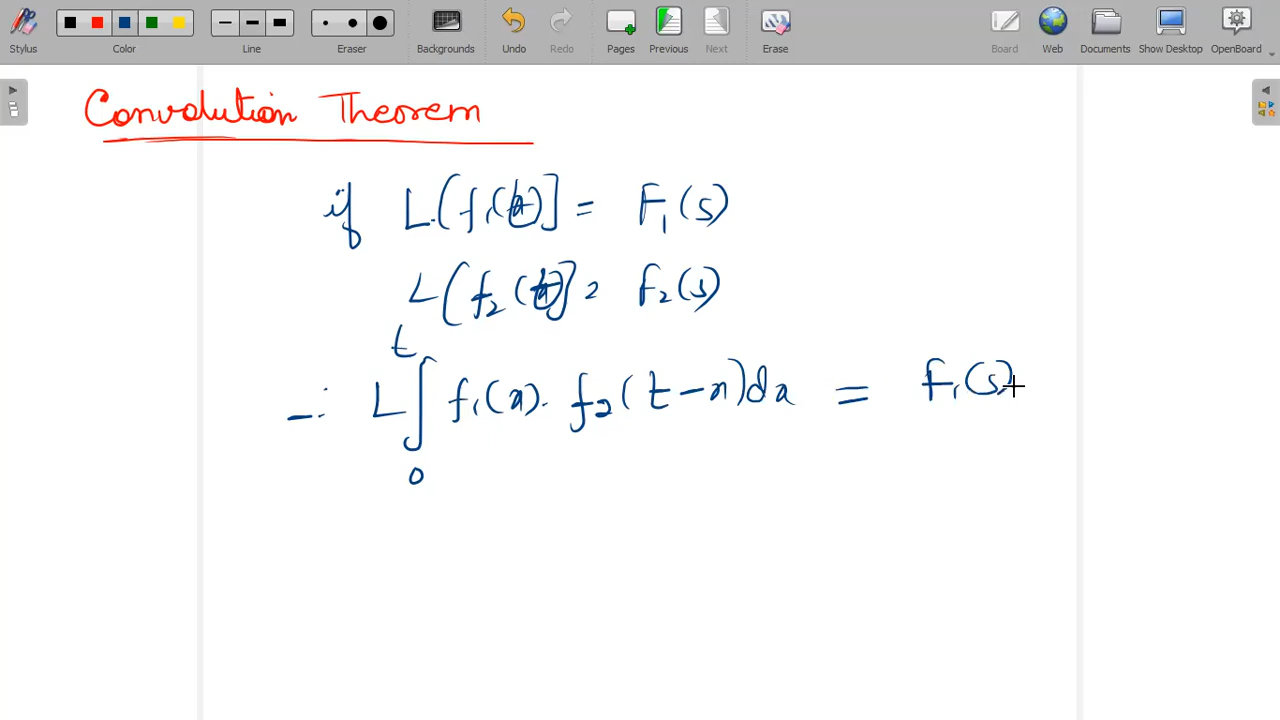 Stylus Color Line Eraser Backgrounds Undo Redo Pages Previous Next Erase Board Web Documents Show Desktop OpenBoard
Convolution Theorem
if L[f₁(t)] = F₁(s)
L[f₂(t)] = F₂(s)
∴ L∫₀ᵗ f₁(x). f₂(t-x)dx = F₁(s)